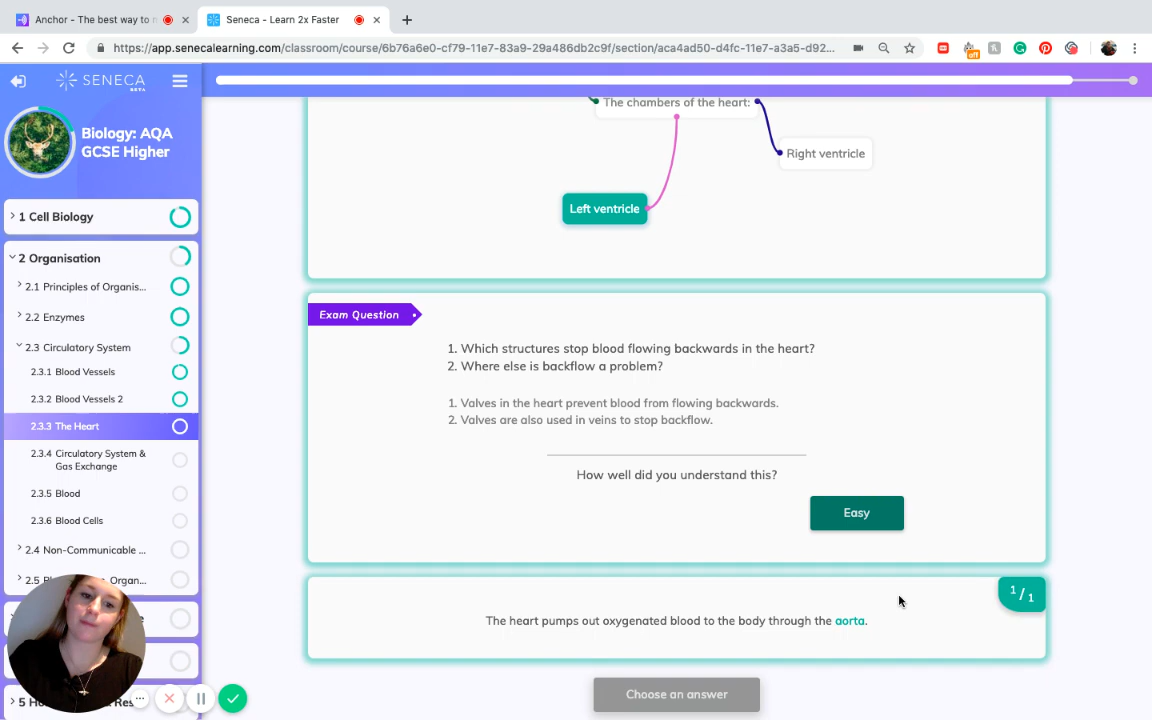 Anchor - The best way to
Seneca - Learn 2x Faster
https://app.senecalearning.com/classroom/course/6b76a6e0-cf79-11e7-83a9-29a486db2c9f/section/aca4ad50-d4fc-11e7-a3a5-d92...
off
SENECA
BETA
Biology: AQA
GCSE Higher
1 Cell Biology
2 Organisation
2.1 Principles of Organis...
2.2 Enzymes
2.3 Circulatory System
2.3.1 Blood Vessels
2.3.2 Blood Vessels 2
2.3.3 The Heart
2.3.4 Circulatory System &
Gas Exchange
2.3.5 Blood
2.3.6 Blood Cells
2.4 Non-Communicable ...
2.5 Organ...
5 Res...
The chambers of the heart:
Right ventricle
Left ventricle
Exam Question
1. Which structures stop blood flowing backwards in the heart?
2. Where else is backflow a problem?
1. Valves in the heart prevent blood from flowing backwards.
2. Valves are also used in veins to stop backflow.
How well did you understand this?
Easy
1/1
The heart pumps out oxygenated blood to the body through the aorta.
Choose an answer